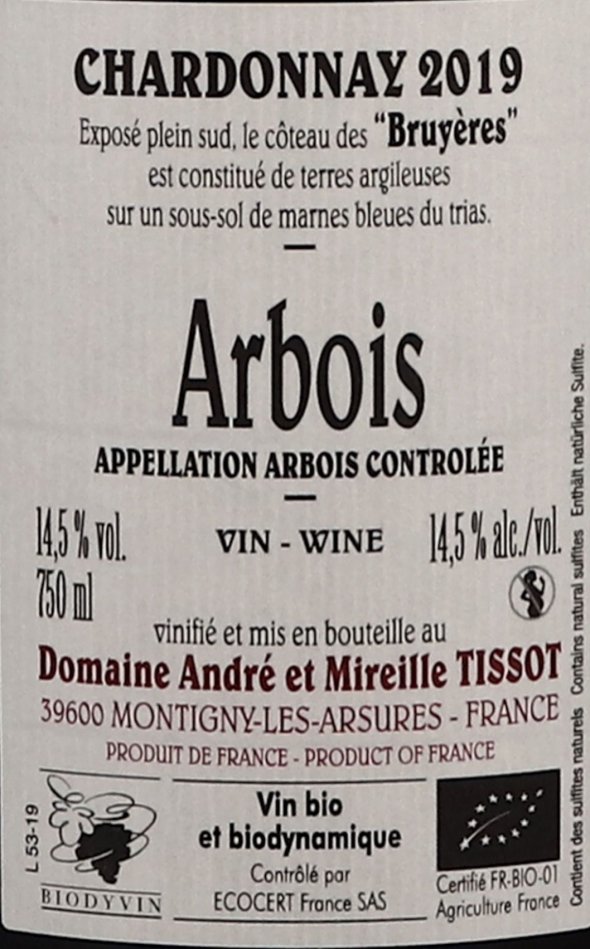 CHARDONNAY 2019
Exposé plein sud, le côteau des "Bruyères"
est constitué de terres argileuses
sur un sous-sol de marnes bleues du trias.
Arbois
APPELLATION ARBOIS CONTROLÉE
14,5 % vol. VIN - WINE 14,5 % alc./vol.
750 ml
vinifié et mis en bouteille au
Domaine André et Mireille TISSOT
39600 MONTIGNY-LES-ARSURES - FRANCE
PRODUIT DE FRANCE - PRODUCT OF FRANCE
L 53-19
BIODYVIN
Vin bio
et biodynamique
Contrôlé par
ECOCERT France SAS
Certifié FR-BIO-01
Agriculture France
Contient des sulfites naturels Contains natural sulfites Enthält natürliche Sulfite.